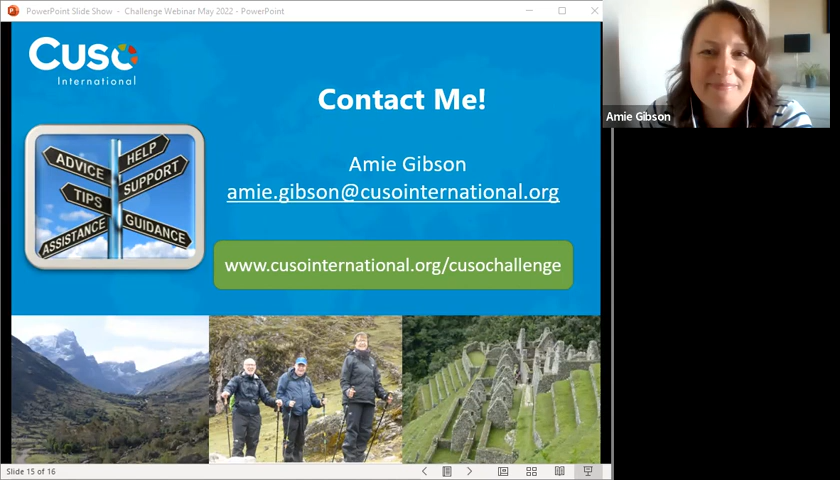 PowerPoint Slide Show - Challenge Webinar May 2022 - PowerPoint
Cuso
International
Contact Me!
ADVICE
HELP
SUPPORT
TIPS
GUIDANCE
ASSISTANCE
Amie Gibson
amie.gibson@cusointernational.org
www.cusointernational.org/cusochallenge
Slide 15 of 16
Amie Gibson